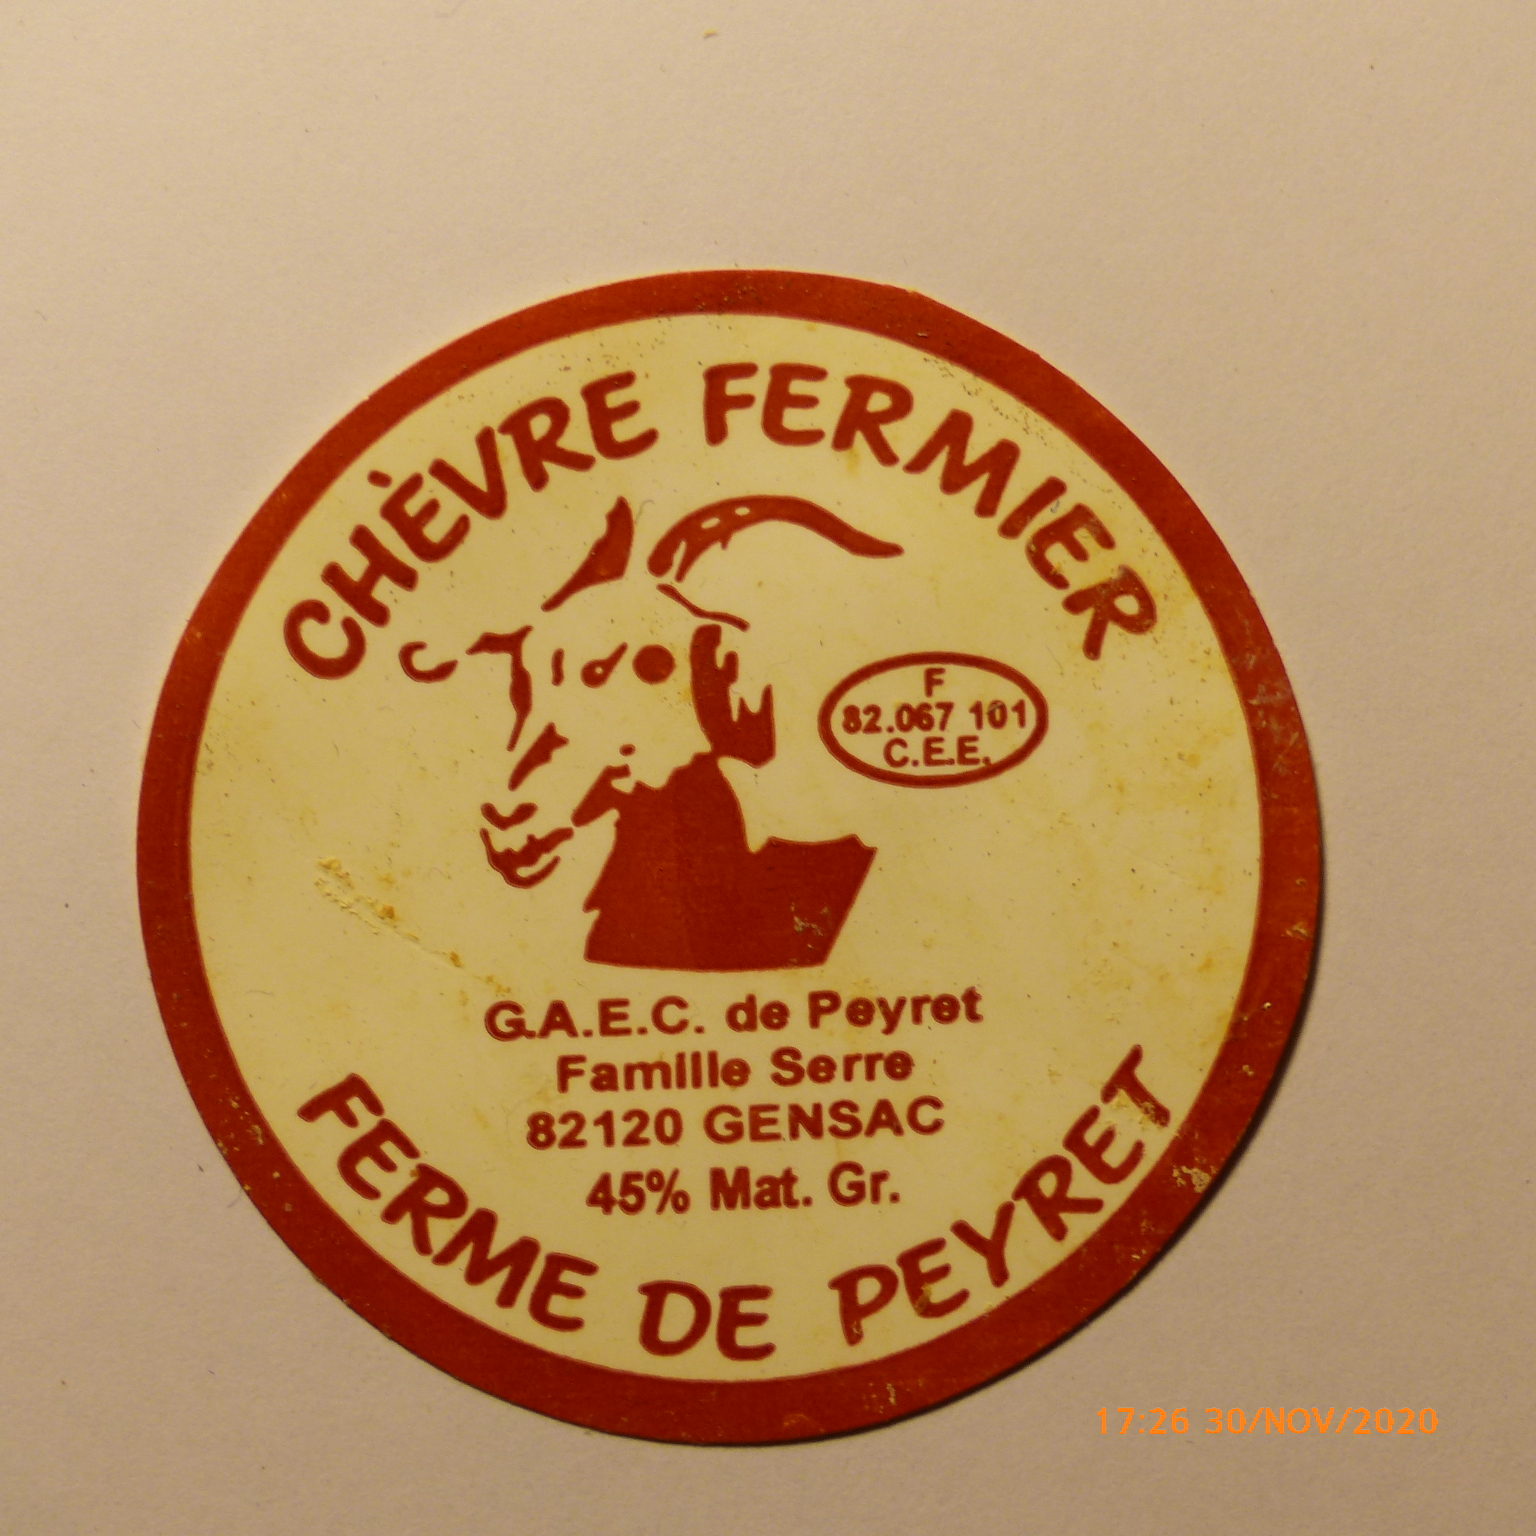 CHÈVRE FERMIER
F
82.067 101
C.E.E.
G.A.E.C. de Peyret
Famille Serre
82120 GENSAC
45% Mat. Gr.
FERME DE PEYRET
17:26 30/NOV/2020